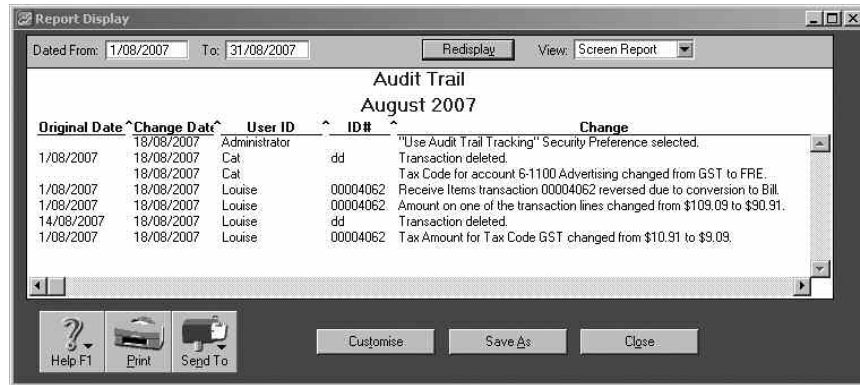 Report Display
Dated From: 1/08/2007 To: 31/08/2007 Redisplay View: Screen Report
Audit Trail
August 2007
Original Date ^ Change Date ^ User ID ^ ID# ^ Change
18/08/2007 Administrator "Use Audit Trail Tracking" Security Preference selected.
1/08/2007 18/08/2007 Cat dd Transaction deleted.
18/08/2007 Cat Tax Code for account 6-1100 Advertising changed from GST to FRE.
1/08/2007 18/08/2007 Louise 00004062 Receive Items transaction 00004062 reversed due to conversion to Bill.
1/08/2007 18/08/2007 Louise 00004062 Amount on one of the transaction lines changed from $109.09 to $90.91.
14/08/2007 18/08/2007 Louise dd Transaction deleted.
1/08/2007 18/08/2007 Louise 00004062 Tax Amount for Tax Code GST changed from $10.91 to $9.09.
Help F1 Print Send To Customise Save As Close